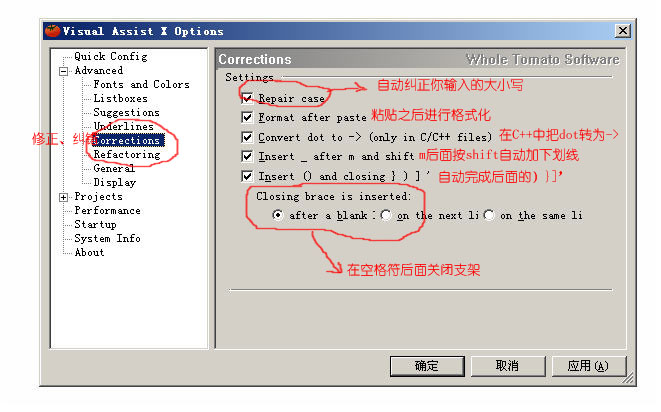 Visual Assist X Options
Quick Config
Advanced
Fonts and Colors
Listboxes
Suggestions
Underlines
修正、纠错
Corrections
Refactoring
General
Display
Projects
Performance
Startup
System Info
About
Corrections
Whole Tomato Software
Settings
自动纠正你输入的大小写
Repair case
Format after paste 粘贴之后进行格式化
Convert dot to -> (only in C/C++ files) 在C++中把dot转为->
Insert _ after m and shift m后面按shift自动加下划线
Insert () and closing } ) ] ' 自动完成后面的) }]'
Closing brace is inserted:
after a blank on the next li on the same li
在空格符后面关闭支架
确定 取消 应用(A)